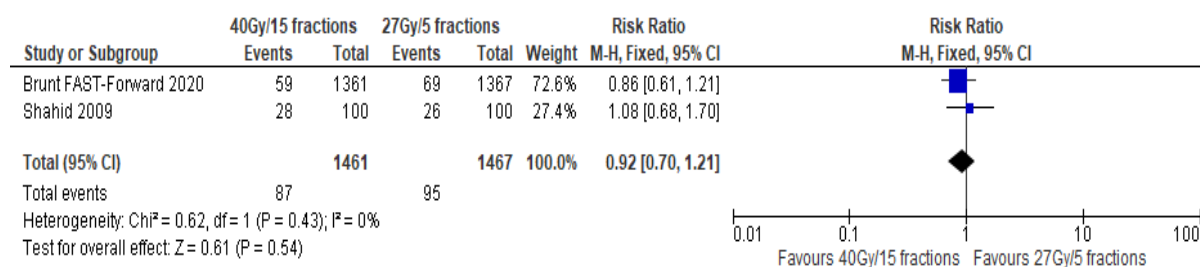 40Gy/15 fractions 27Gy/5 fractions Risk Ratio Risk Ratio
Study or Subgroup Events Total Events Total Weight M-H, Fixed, 95% CI M-H, Fixed, 95% CI
Brunt FAST-Forward 2020 59 1361 69 1367 72.6% 0.86 [0.61, 1.21]
Shahid 2009 28 100 26 100 27.4% 1.08 [0.68, 1.70]
Total (95% CI) 1461 1467 100.0% 0.92 [0.70, 1.21]
Total events 87 95
Heterogeneity: Chi² = 0.62, df = 1 (P = 0.43); I² = 0%
Test for overall effect: Z = 0.61 (P = 0.54)
0.01 0.1 1 10 100
Favours 40Gy/15 fractions Favours 27Gy/5 fractions